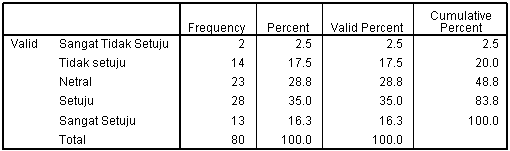 Frequency Percent Valid Percent Cumulative Percent
Valid Sangat Tidak Setuju 2 2.5 2.5 2.5
Tidak setuju 14 17.5 17.5 20.0
Netral 23 28.8 28.8 48.8
Setuju 28 35.0 35.0 83.8
Sangat Setuju 13 16.3 16.3 100.0
Total 80 100.0 100.0